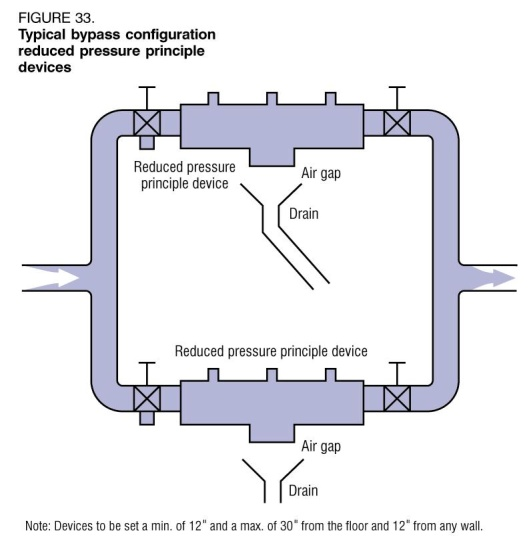 FIGURE 33.
Typical bypass configuration
reduced pressure principle
devices
Reduced pressure
principle device
Air gap
Drain
Reduced pressure principle device
Air gap
Drain
Note: Devices to be set a min. of 12" and a max. of 30° from the floor and 12" from any wall.